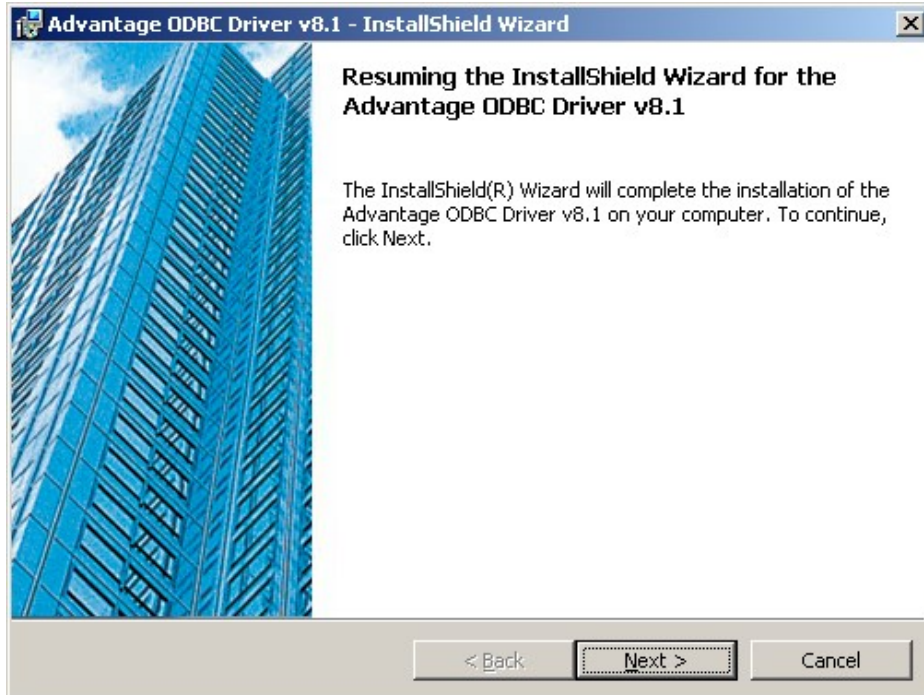 Advantage ODBC Driver v8.1 - InstallShield Wizard
Resuming the InstallShield Wizard for the
Advantage ODBC Driver v8.1
The InstallShield(R) Wizard will complete the installation of the
Advantage ODBC Driver v8.1 on your computer. To continue,
click Next.
< Back
Next >
Cancel